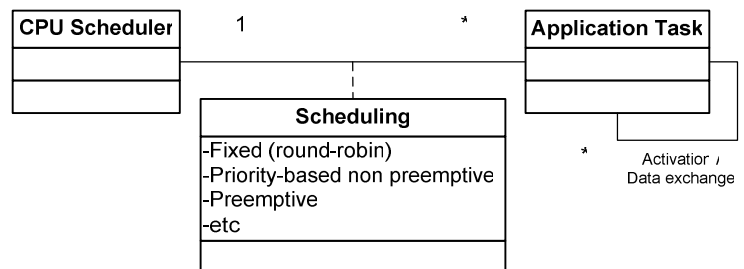 CPU Scheduler
1
*
Application Task
Scheduling
-Fixed (round-robin)
-Priority-based non preemptive
-Preemptive
-etc
*
Activation /
Data exchange